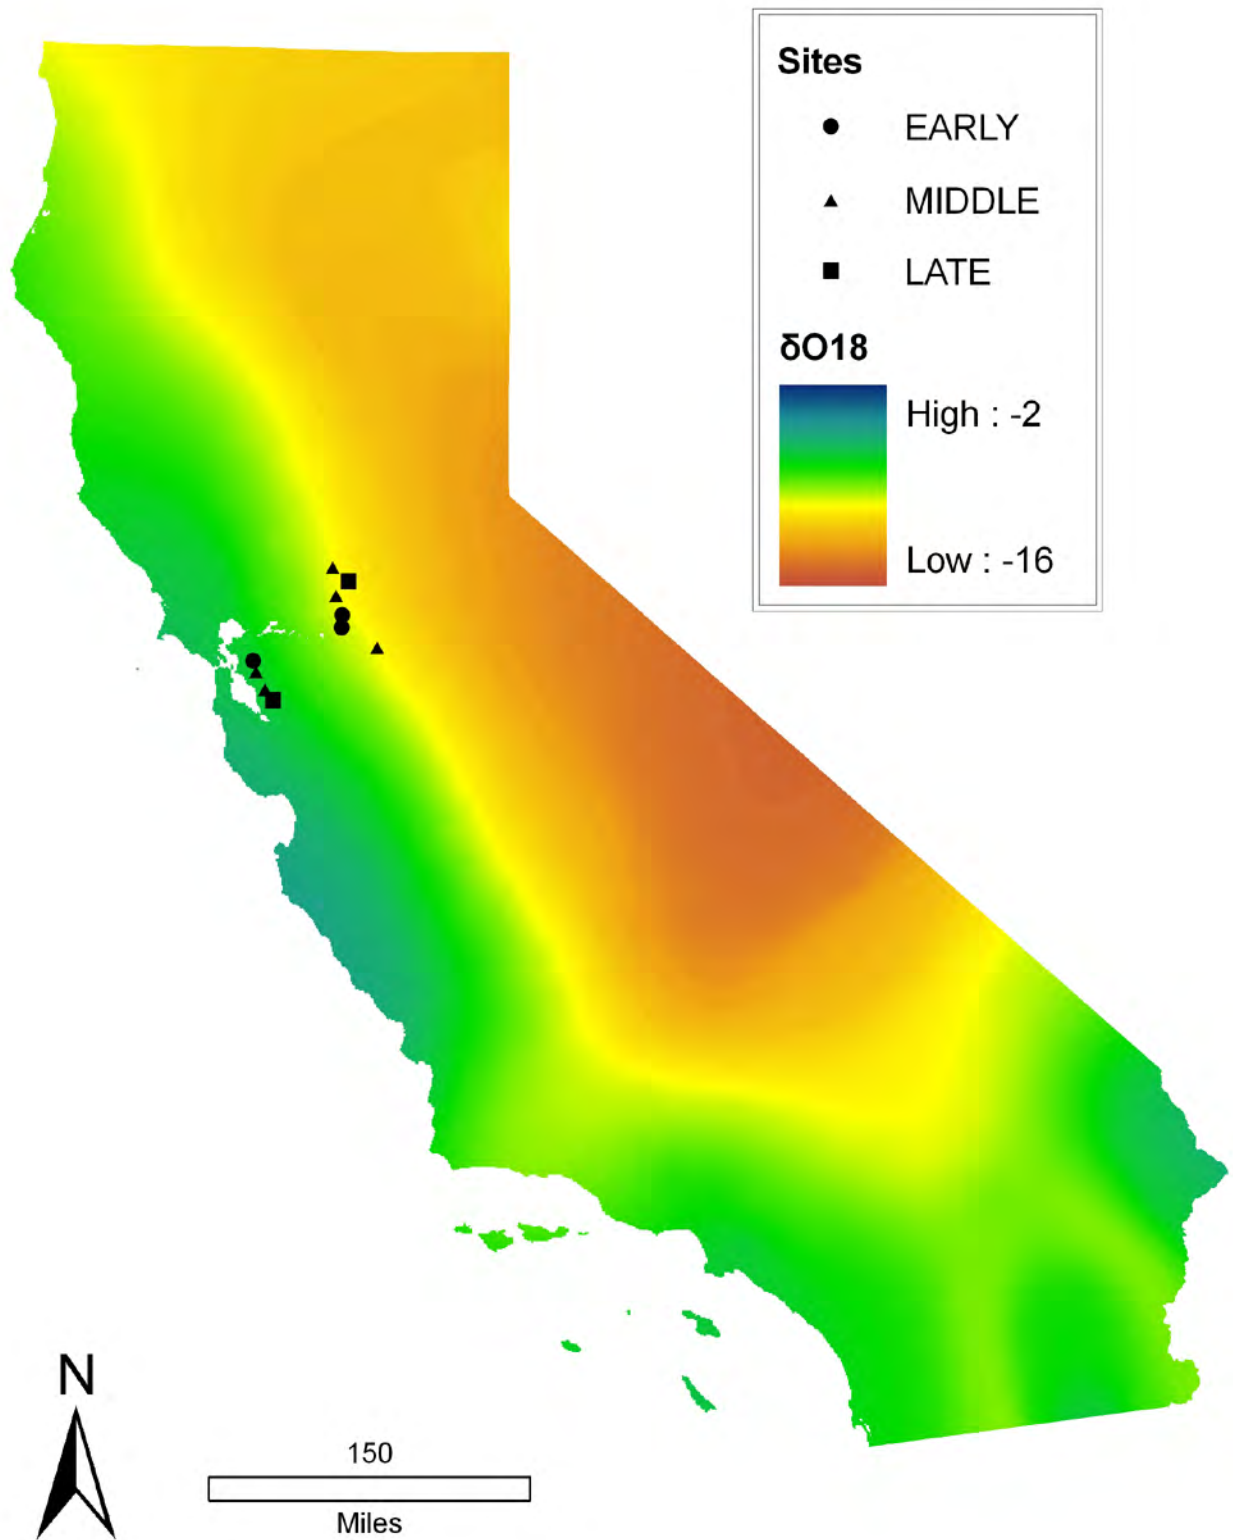 Sites
EARLY
MIDDLE
LATE
δO18
High : -2
Low : -16
N
150
Miles